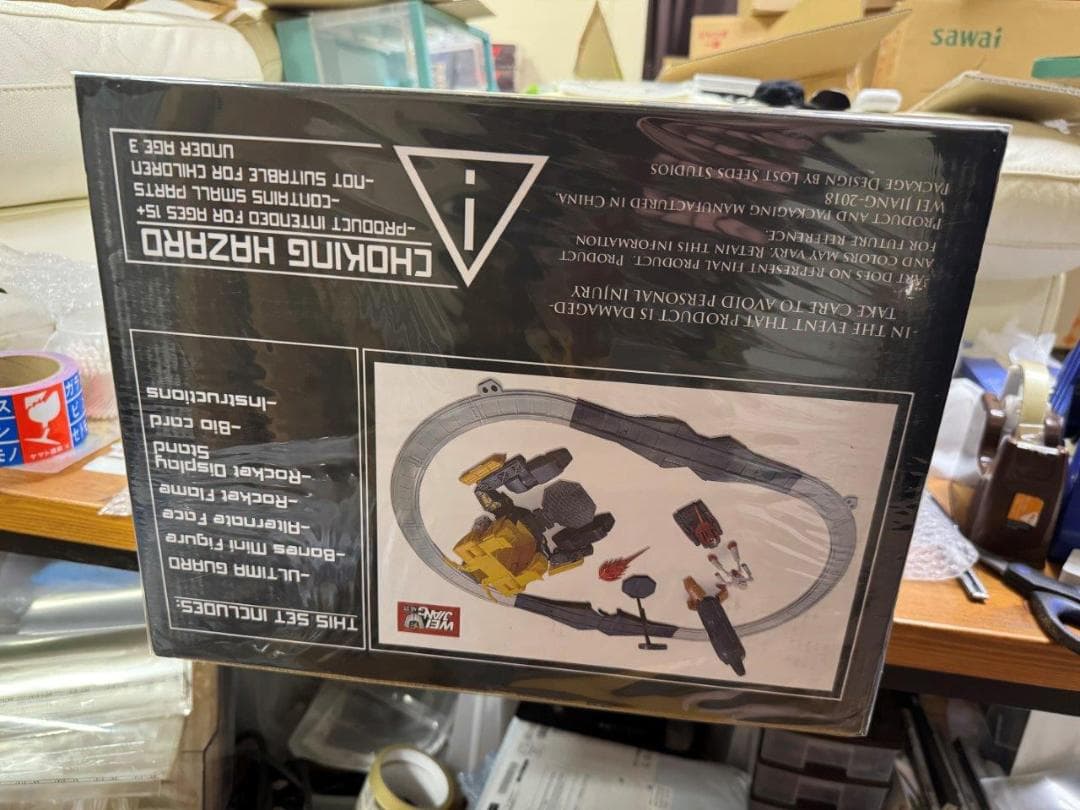 THIS SET INCLUDES:
-ULTIMA GUARD
-Bones Mini Figure
-Alternate Face
-Rocket Flame
-Rocket Display
Stand
-Bio card
-Instructions
WEI
JIANG
-IN THE EVENT THAT PRODUCT IS DAMAGED-
TAKE CARE TO AVOID PERSONAL INJURY
*ART DOES NO REPRESENT FINAL PRODUCT. PRODUCT
AND COLORS MAY VARY. RETAIN THIS INFORMATION
FOR FUTURE REFERENCE.
PRODUCT AND PACKAGING MANUFACTURED IN CHINA.
WEI JIANG-2018
PACKAGE DESIGN BY LOST SEEDS STUDIOS
CHOKING HAZARD
-PRODUCT INTENDED FOR AGES 15+
-CONTAINS SMALL PARTS
-NOT SUITABLE FOR CHILDREN
UNDER AGE 3
sawai